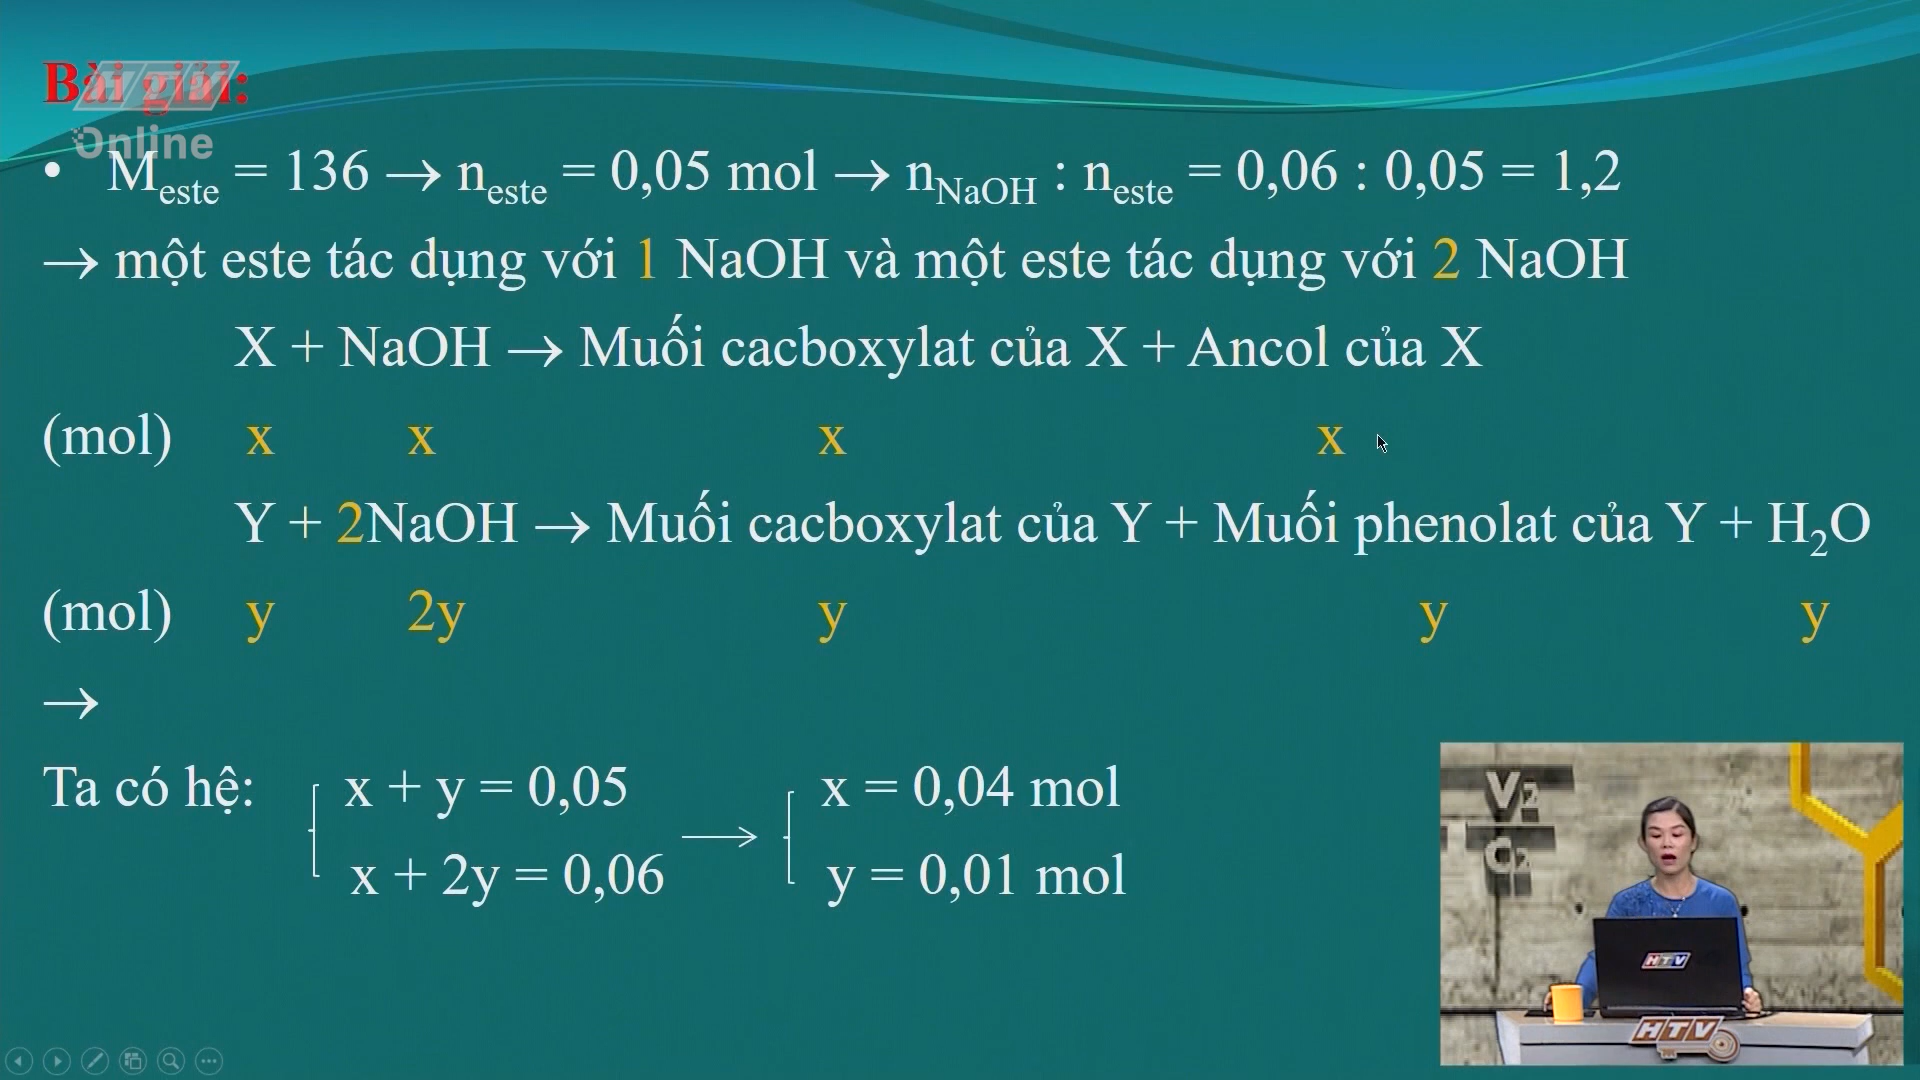 Bài giải:
HTV
Online
• M_este = 136 → n_este = 0,05 mol → n_NaOH : n_este = 0,06 : 0,05 = 1,2
→ một este tác dụng với 1 NaOH và một este tác dụng với 2 NaOH
X + NaOH → Muối cacboxylat của X + Ancol của X
(mol) x x x x
Y + 2NaOH → Muối cacboxylat của Y + Muối phenolat của Y + H₂O
(mol) y 2y y y y
→
Ta có hệ: x + y = 0,05 → x = 0,04 mol
x + 2y = 0,06 y = 0,01 mol
V2
C2
HTV
HTV